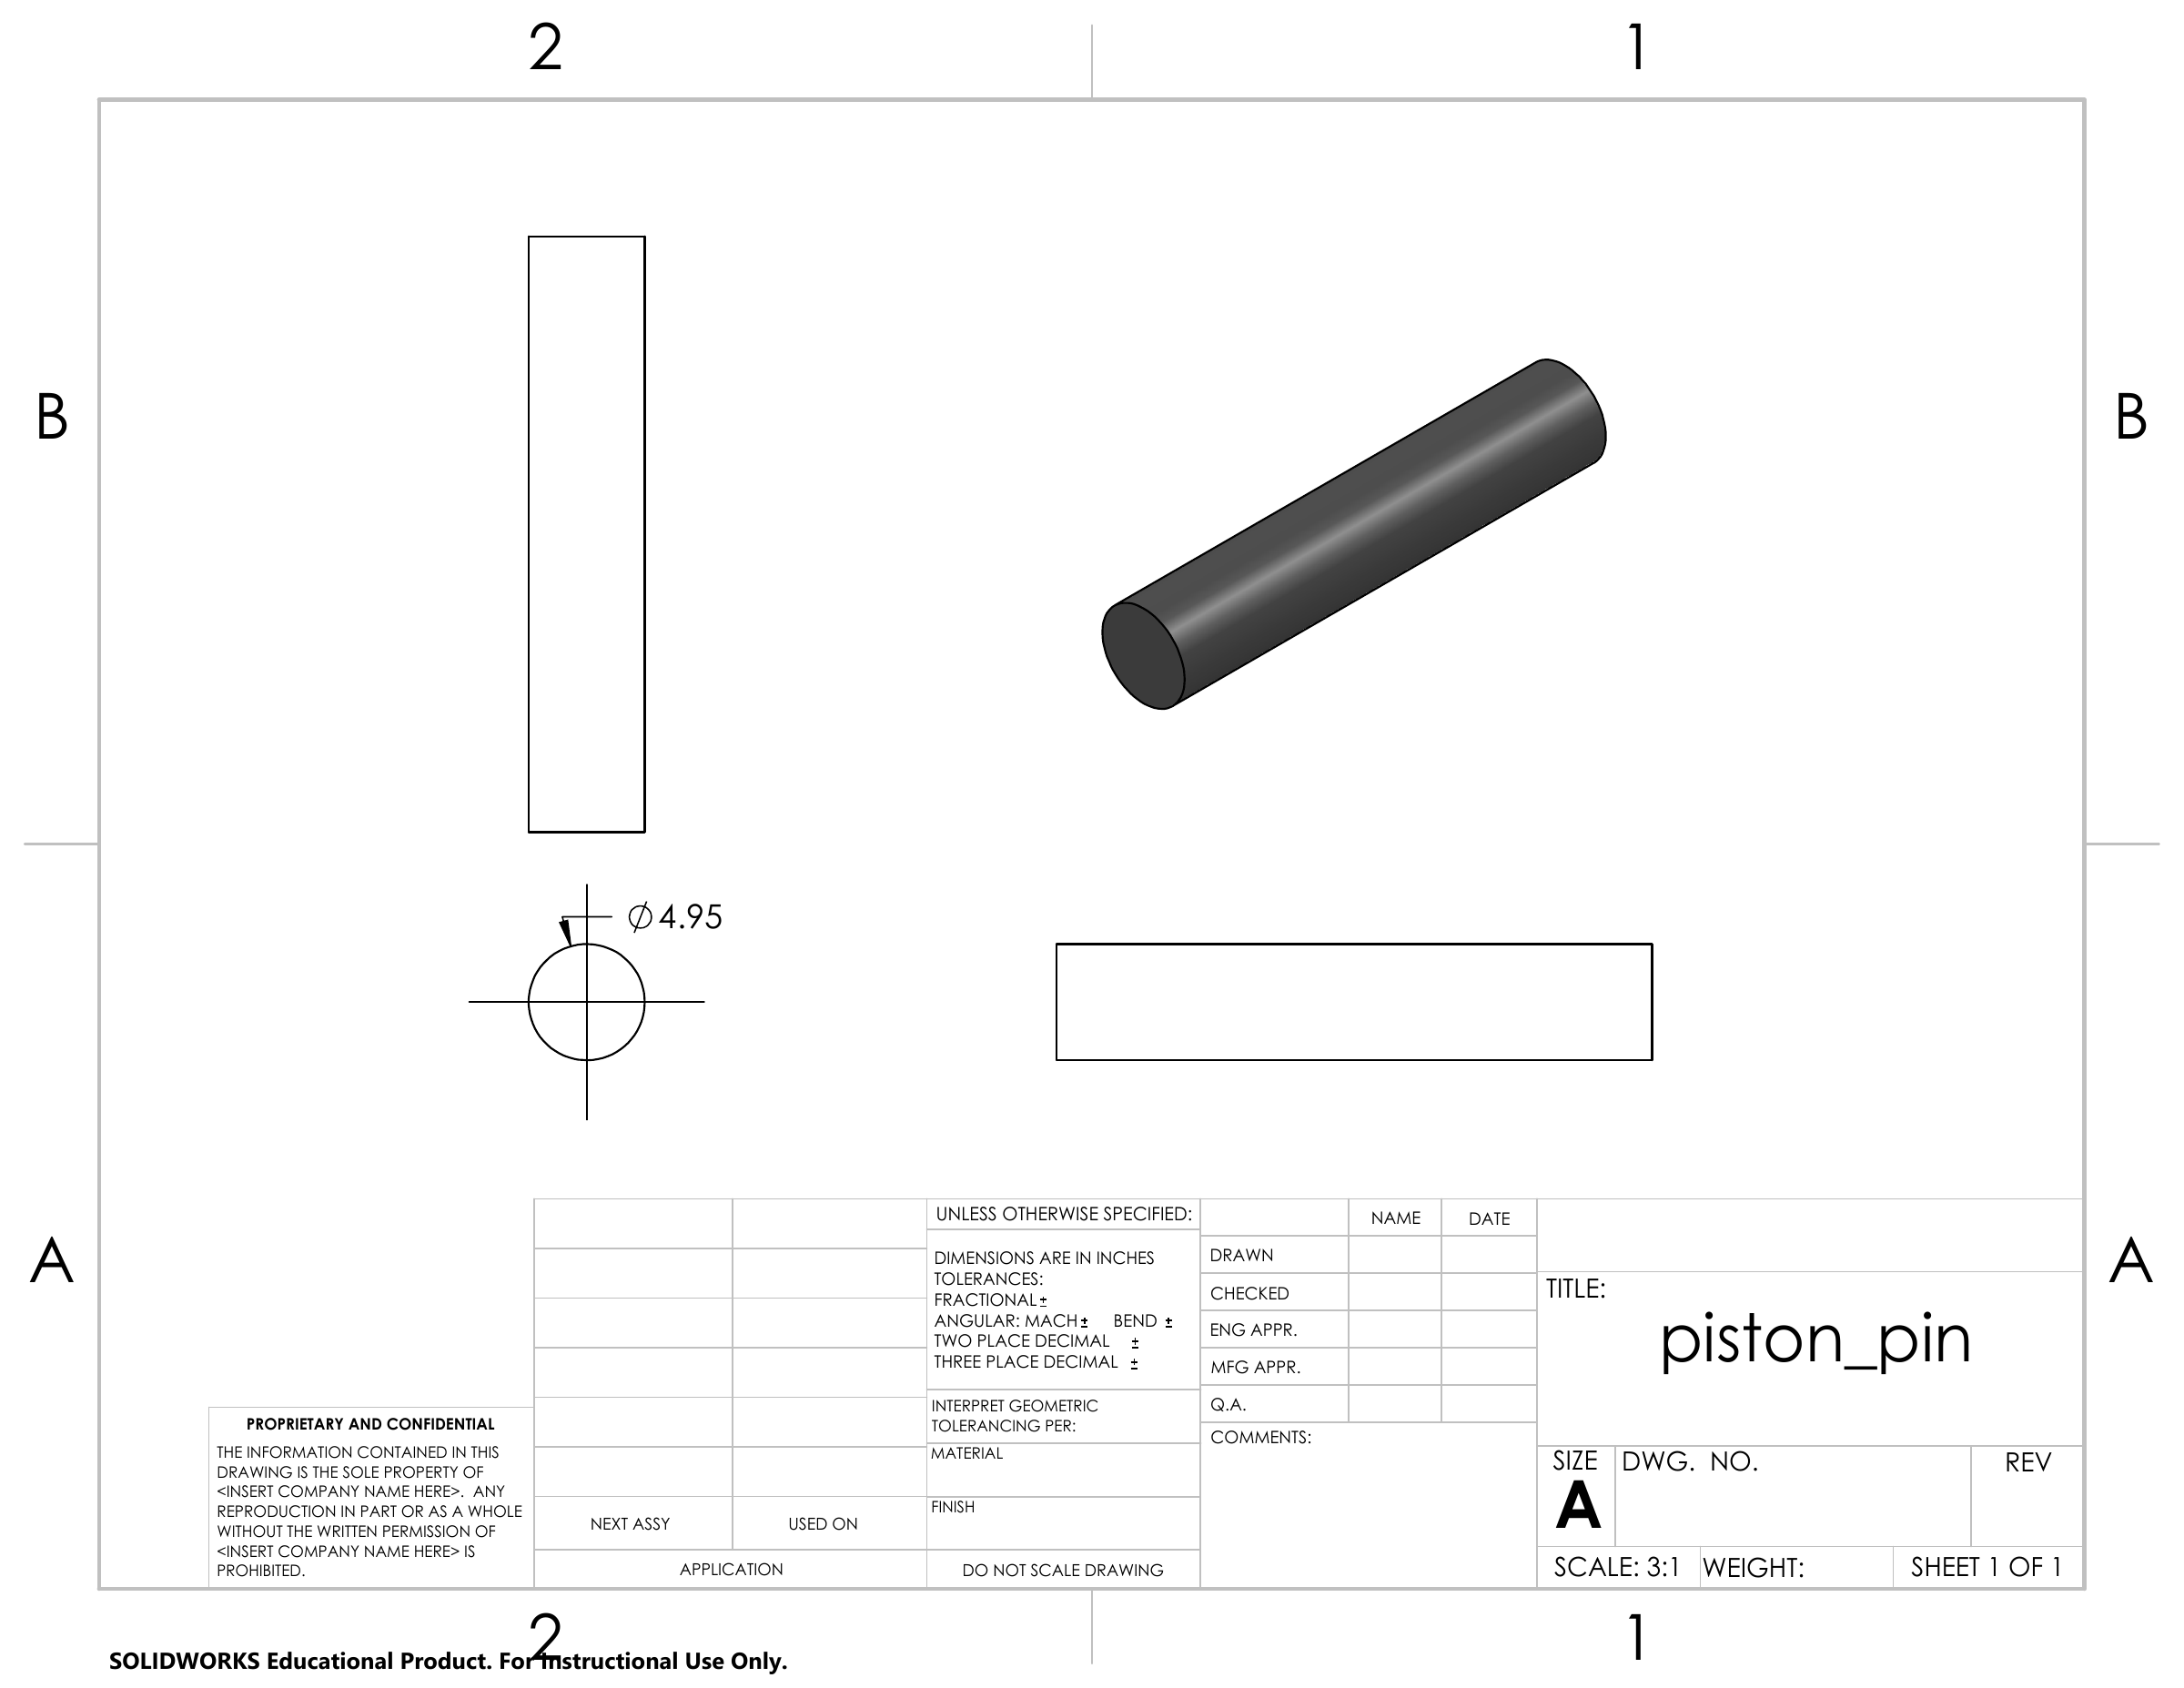 2 1
B B
⌀4.95
A A
UNLESS OTHERWISE SPECIFIED:
DIMENSIONS ARE IN INCHES
TOLERANCES:
FRACTIONAL ±
ANGULAR: MACH ± BEND ±
TWO PLACE DECIMAL ±
THREE PLACE DECIMAL ±
INTERPRET GEOMETRIC
TOLERANCING PER:
MATERIAL
FINISH
DO NOT SCALE DRAWING
NAME DATE
DRAWN
CHECKED
ENG APPR.
MFG APPR.
Q.A.
COMMENTS:
TITLE:
piston_pin
SIZE DWG. NO. REV
A
SCALE: 3:1 WEIGHT: SHEET 1 OF 1
PROPRIETARY AND CONFIDENTIAL
THE INFORMATION CONTAINED IN THIS
DRAWING IS THE SOLE PROPERTY OF
<INSERT COMPANY NAME HERE>. ANY
REPRODUCTION IN PART OR AS A WHOLE
WITHOUT THE WRITTEN PERMISSION OF
<INSERT COMPANY NAME HERE> IS
PROHIBITED.
NEXT ASSY USED ON
APPLICATION
2 1
SOLIDWORKS Educational Product. For Instructional Use Only.